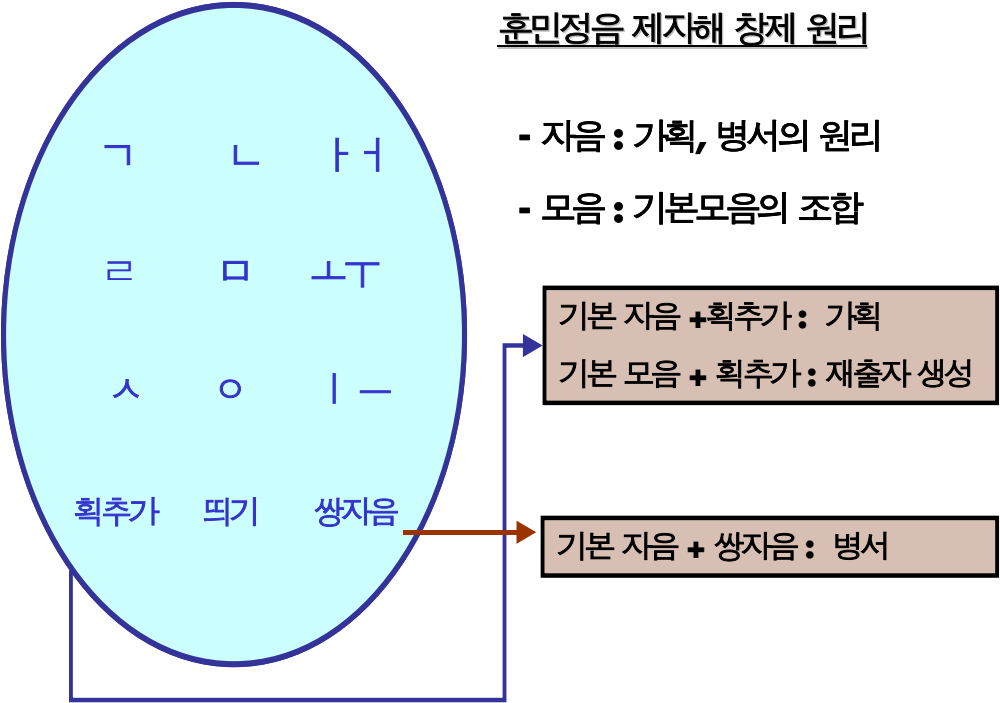 훈민정음 제자해 창제 원리
- 자음 : 가획, 병서의 원리
- 모음 : 기본모음의 조합
ㄱ ㄴ ㅏㅓ
ㄹ ㅁ ㅗㅜ
ㅅ ㅇ ㅣㅡ
획추가 띄기 쌍자음
기본 자음 +획추가 : 가획
기본 모음 + 획추가 : 재출자 생성
기본 자음 + 쌍자음 : 병서